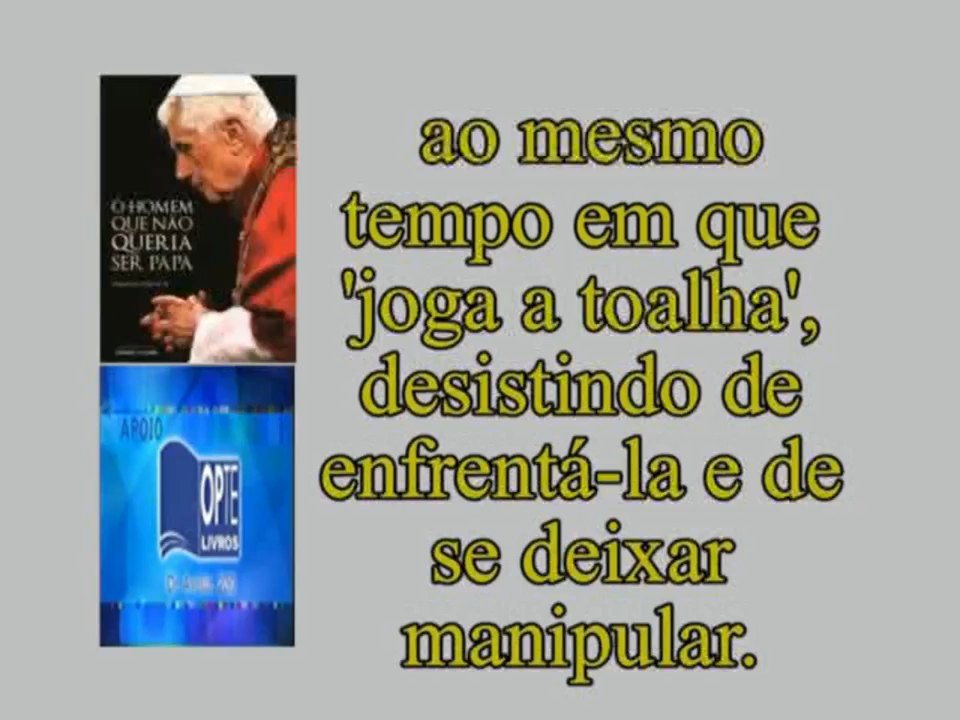 O HOMEM
QUE NÃO
QUERIA
SER PAPA
APOIO
OPTE
LIVROS
ao mesmo
tempo em que
'joga a toalha',
desistindo de
enfrentá-la e de
se deixar
manipular.